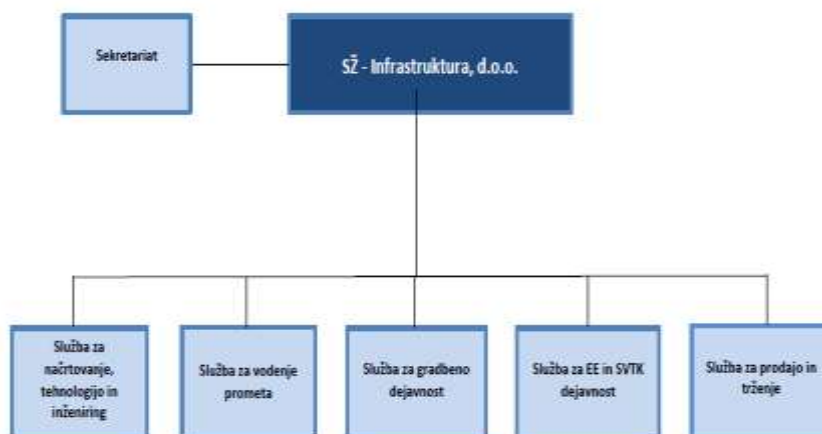 Sekretariat
SŽ - Infrastruktura, d.o.o.
Služba za
načrtovanje,
tehnologijo in
inženiring
Služba za vodenje
prometa
Služba za gradbeno
dejavnost
Služba za EE in SVTK
dejavnost
Služba za prodajo in
trženje